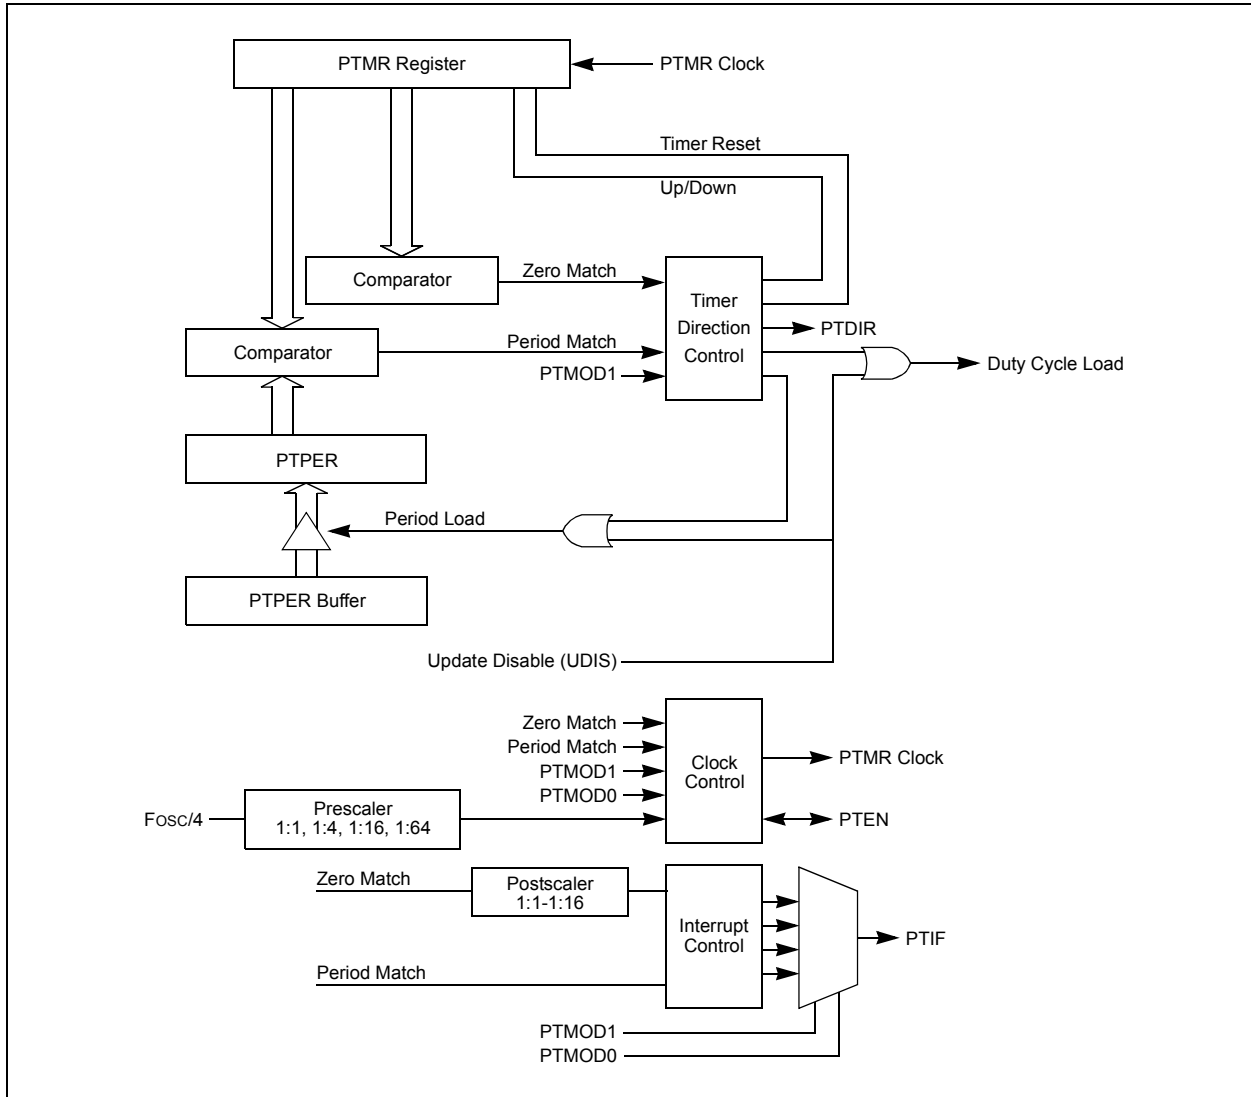 PTMR Register
PTMR Clock
Timer Reset
Up/Down
Comparator
Zero Match
Timer
Direction
Control
PTDIR
Comparator
Period Match
PTMOD1
Duty Cycle Load
PTPER
Period Load
PTPER Buffer
Update Disable (UDIS)
Zero Match
Period Match
PTMOD1
PTMOD0
Clock
Control
PTMR Clock
PTEN
FOSC/4
Prescaler
1:1, 1:4, 1:16, 1:64
Zero Match
Postscaler
1:1-1:16
Interrupt
Control
PTIF
Period Match
PTMOD1
PTMOD0